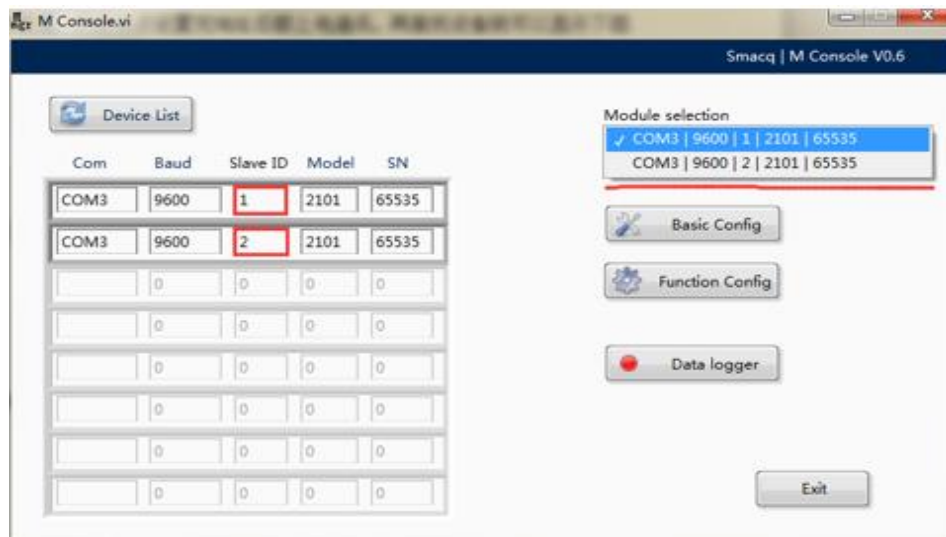 M Console.vi
Smacq | M Console V0.6
Device List
Module selection
✓ COM3 | 9600 | 1 | 2101 | 65535
COM3 | 9600 | 2 | 2101 | 65535
Com Baud Slave ID Model SN
COM3 9600 1 2101 65535
COM3 9600 2 2101 65535
0 0 0 0
0 0 0 0
0 0 0 0
0 0 0 0
0 0 0 0
0 0 0 0
Basic Config
Function Config
Data logger
Exit